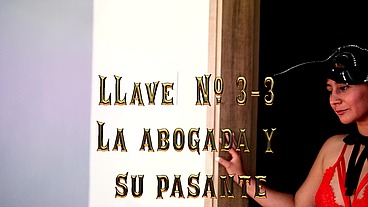 Llave Nº 3-3
La abogada y
su pasante